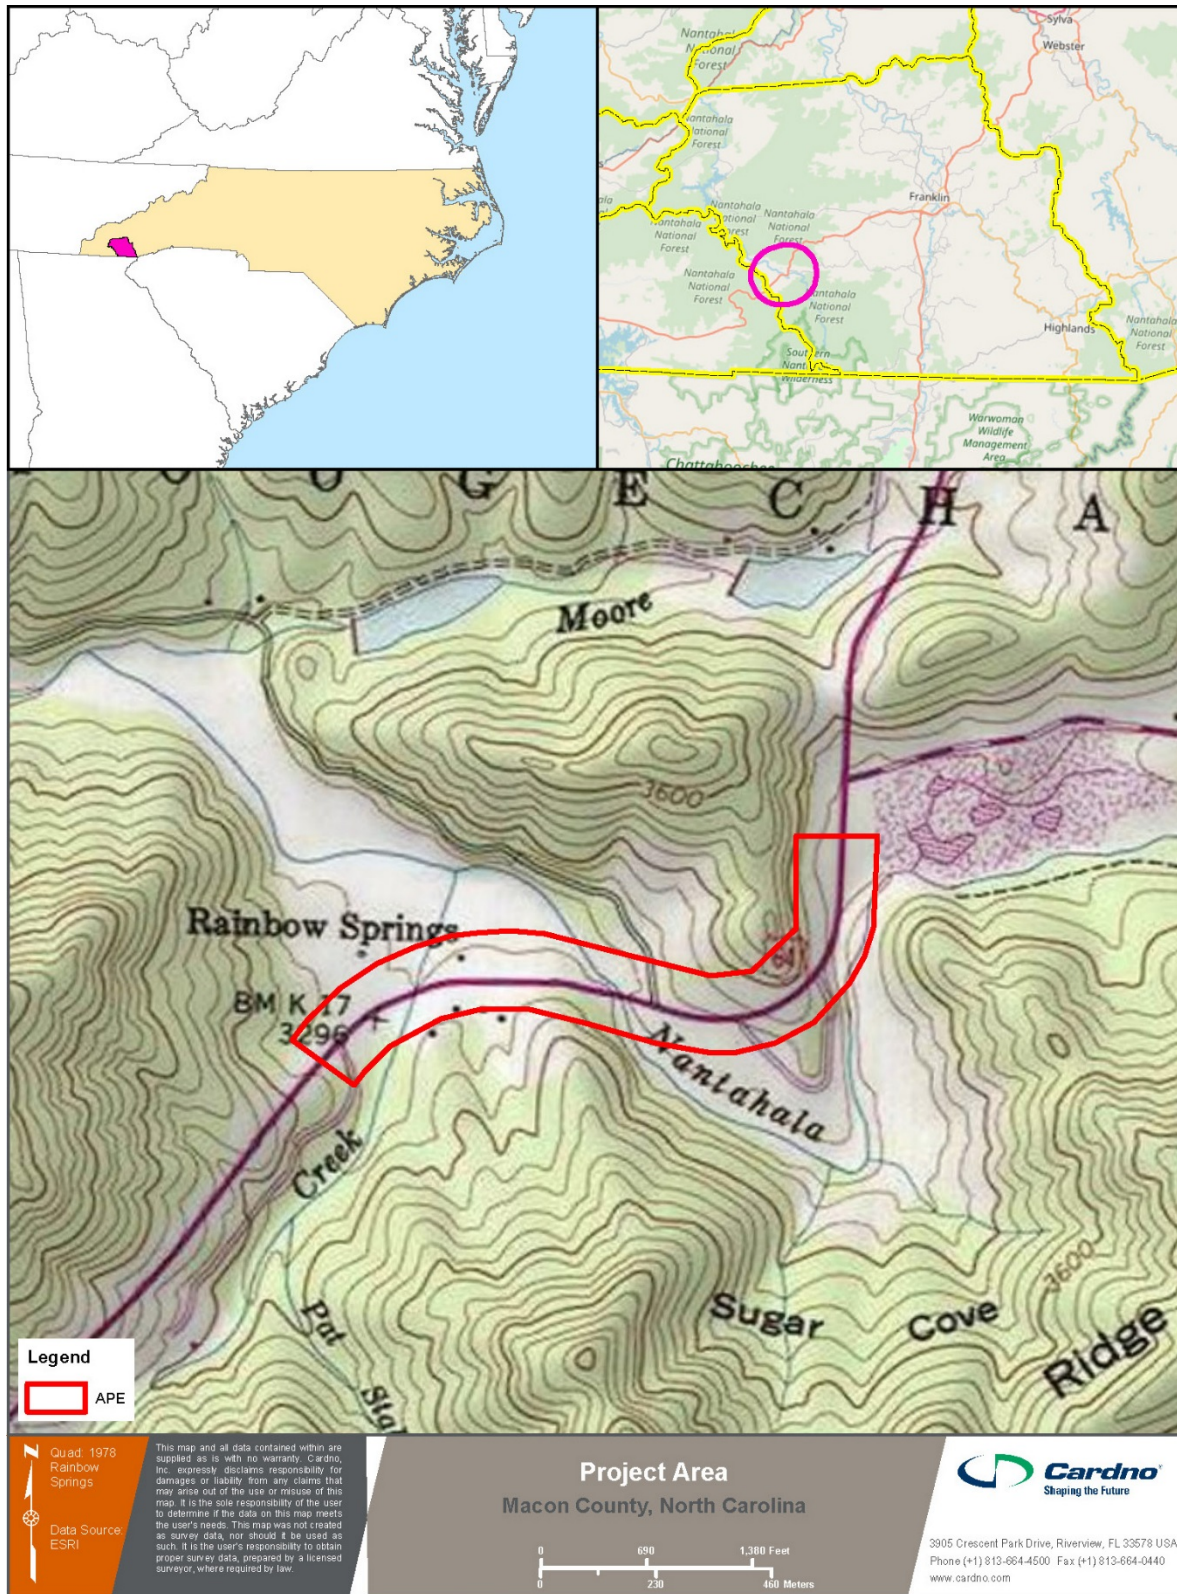 Nantahala
National
Forest
Sylva
Webster
Nantahala
National
Forest
Franklin
Nantahala
National
Forest
Nantahala
National
Forest
Nantahala
National
Forest
Nantahala
National
Forest
Highlands
Nantahala
National
Forest
Southern
Wilderness
Warwoman
Wildlife
Management
Area
Chattahoochee
O G E C H A
Moore
3600
Rainbow Springs
BM K 17
3296
64
Nantahala
Creek
Pat
Sugar Cove
3600
Ridge
Legend
APE
N
Quad: 1978
Rainbow
Springs
Data Source:
ESRI
This map and all data contained within are
supplied as is with no warranty. Cardno,
Inc. expressly disclaims responsibility for
damages or liability from any claims that
may arise out of the use or misuse of this
map. It is the sole responsibility of the user
to determine if the data on this map meets
the user's needs. This map was not created
as survey data, nor should it be used as
such. It is the user's responsibility to obtain
proper survey data, prepared by a licensed
surveyor, where required by law.
Project Area
Macon County, North Carolina
0 690 1,380 Feet
0 230 460 Meters
Cardno
Shaping the Future
3905 Crescent Park Drive, Riverview, FL 33578 USA
Phone (+1) 813-664-4500 Fax (+1) 813-664-0440
www.cardno.com